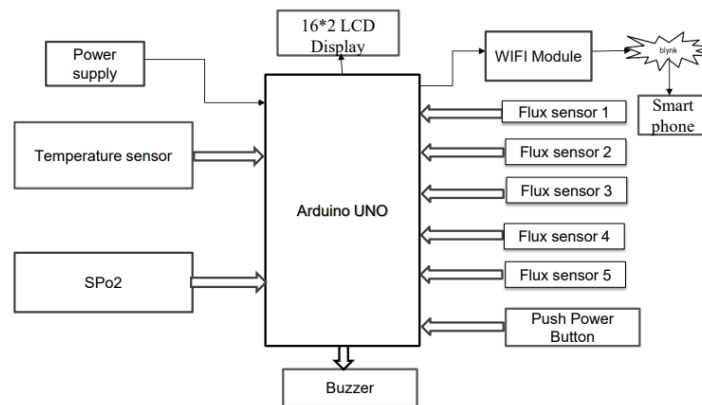 16*2 LCD
Display
Power
supply
WIFI Module
blynk
Smart
phone
Flux sensor 1
Temperature sensor
Flux sensor 2
Flux sensor 3
Arduino UNO
Flux sensor 4
SPo2
Flux sensor 5
Push Power
Button
Buzzer